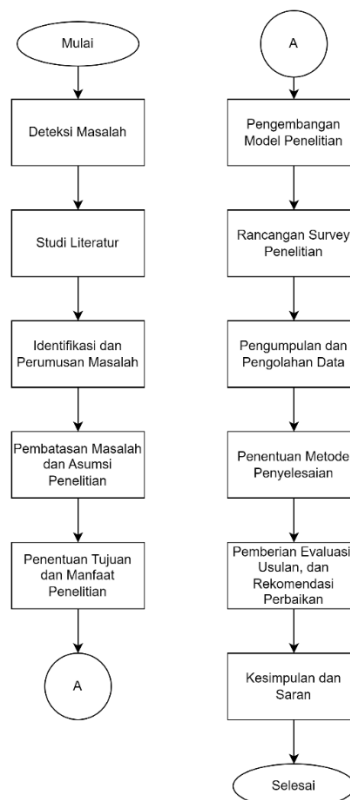 Mulai
Deteksi Masalah
Studi Literatur
Identifikasi dan
Perumusan Masalah
Pembatasan Masalah
dan Asumsi
Penelitian
Penentuan Tujuan
dan Manfaat
Penelitian
A
A
Pengembangan
Model Penelitian
Rancangan Survey
Penelitian
Pengumpulan dan
Pengolahan Data
Penentuan Metode
Penyelesaian
Pemberian Evaluasi,
Usulan, dan
Rekomendasi
Perbaikan
Kesimpulan dan
Saran
Selesai